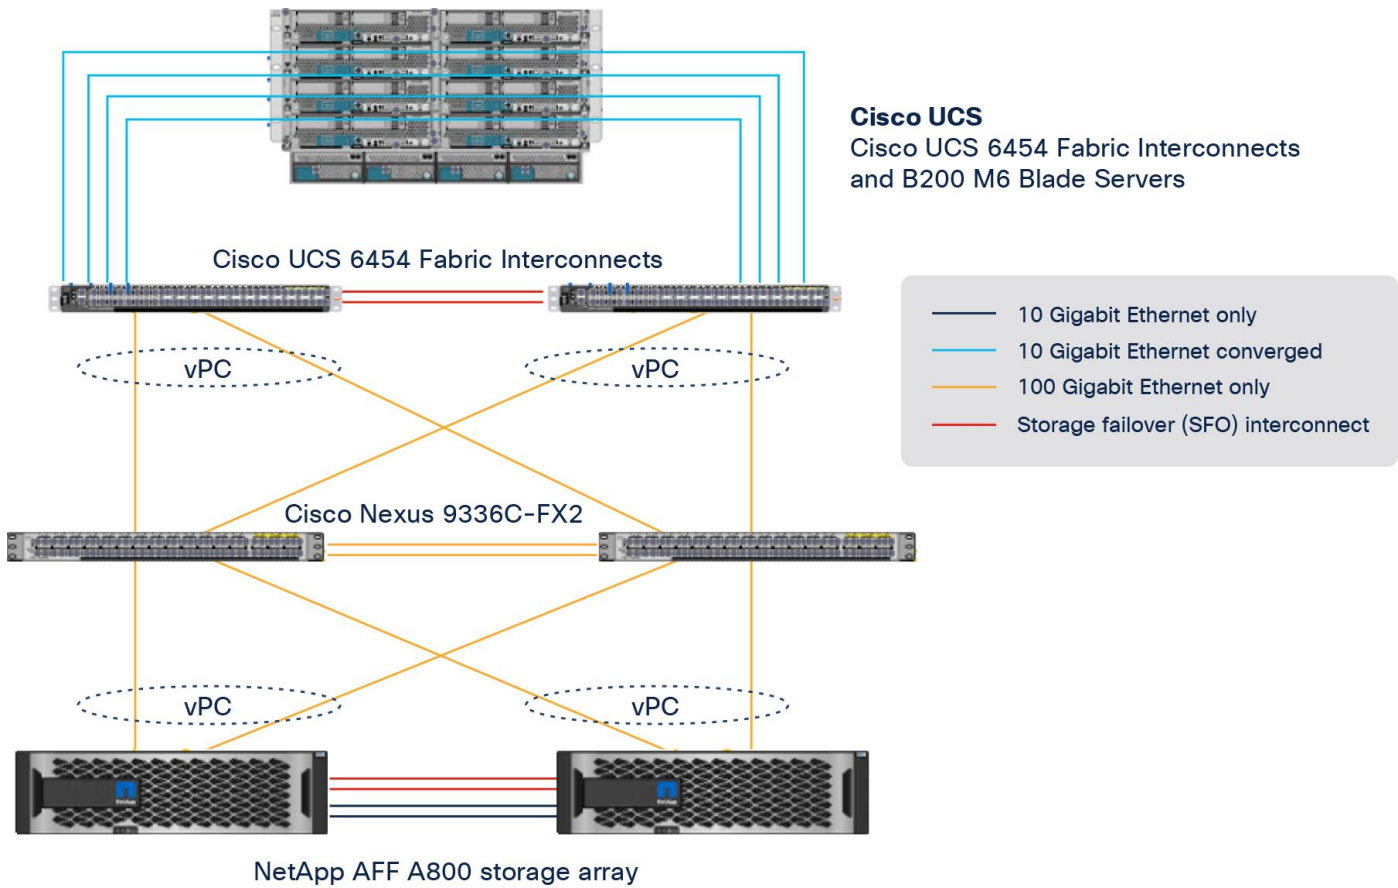 Cisco UCS
Cisco UCS 6454 Fabric Interconnects
and B200 M6 Blade Servers
Cisco UCS 6454 Fabric Interconnects
10 Gigabit Ethernet only
10 Gigabit Ethernet converged
100 Gigabit Ethernet only
Storage failover (SFO) interconnect
vPC
vPC
Cisco Nexus 9336C-FX2
vPC
vPC
NetApp
NetApp
NetApp AFF A800 storage array